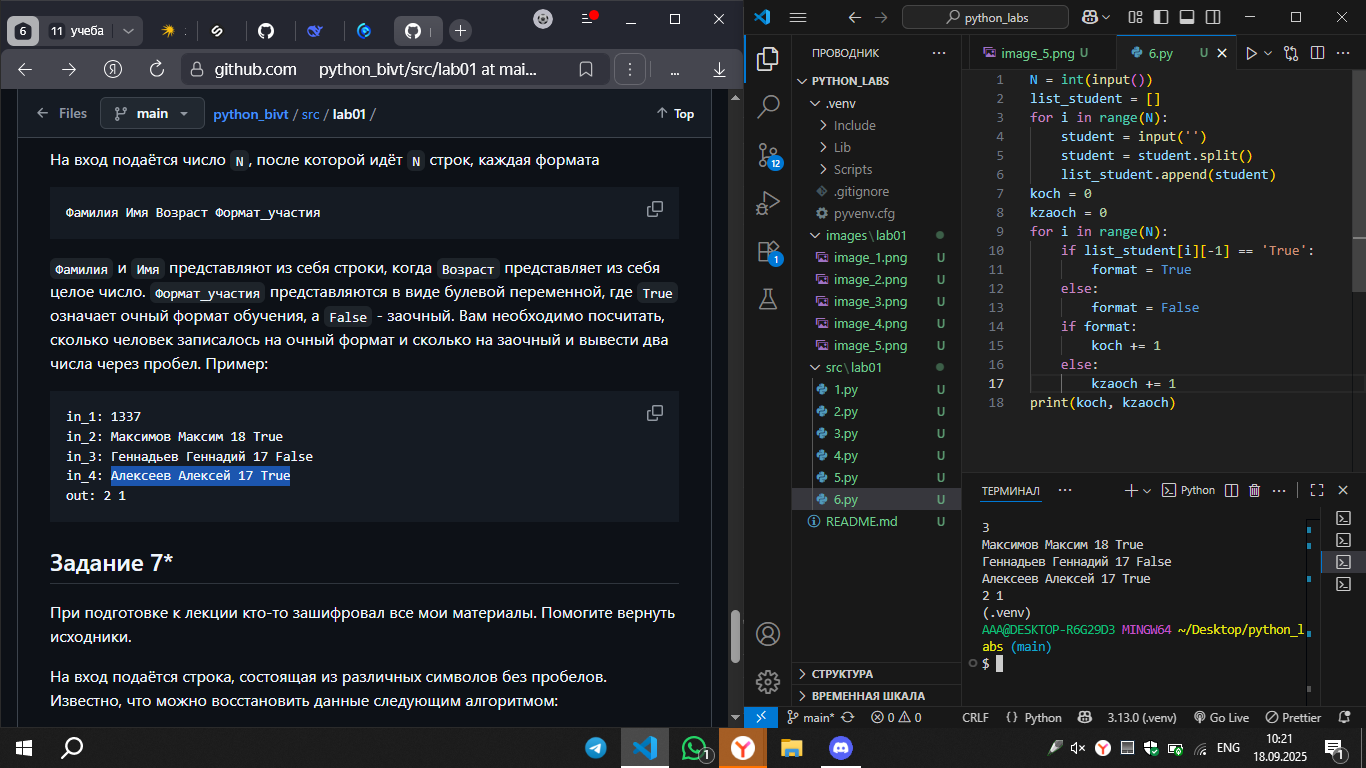 6
11 учеба
github.com python_bivt/src/lab01 at mai...
Files
main
python_bivt / src / lab01 /
Top
На вход подаётся число N , после которой идёт N строк, каждая формата
Фамилия Имя Возраст Формат_участия
Фамилия и Имя представляют из себя строки, когда Возраст представляет из себя
целое число. Формат_участия представляются в виде булевой переменной, где True
означает очный формат обучения, а False - заочный. Вам необходимо посчитать,
сколько человек записалось на очный формат и сколько на заочный и вывести два
числа через пробел. Пример:
in_1: 1337
in_2: Максимов Максим 18 True
in_3: Геннадьев Геннадий 17 False
in_4: Алексеев Алексей 17 True
out: 2 1
Задание 7*
При подготовке к лекции кто-то зашифровал все мои материалы. Помогите вернуть
исходники.
На вход подаётся строка, состоящая из различных символов без пробелов.
Известно, что можно восстановить данные следующим алгоритмом:
python_labs
ПРОВОДНИК
PYTHON_LABS
.venv
Include
Lib
Scripts
.gitignore
pyvenv.cfg
images\lab01
image_1.png U
image_2.png U
image_3.png U
image_4.png U
image_5.png U
src\lab01
1.py U
2.py U
3.py U
4.py U
5.py U
6.py U
README.md U
СТРУКТУРА
ВРЕМЕННАЯ ШКАЛА
12
1
image_5.png U
6.py U
1 N = int(input())
2 list_student = []
3 for i in range(N):
4 student = input('')
5 student = student.split()
6 list_student.append(student)
7 koch = 0
8 kzaoch = 0
9 for i in range(N):
10 if list_student[i][-1] == 'True':
11 format = True
12 else:
13 format = False
14 if format:
15 koch += 1
16 else:
17 kzaoch += 1
18 print(koch, kzaoch)
ТЕРМИНАЛ
Python
3
Максимов Максим 18 True
Геннадьев Геннадий 17 False
Алексеев Алексей 17 True
2 1
(.venv)
AAA@DESKTOP-R6G29D3 MINGW64 ~/Desktop/python_l
abs (main)
$
main* 0 0 CRLF {} Python 3.13.0 (.venv) Go Live Prettier
1
ENG
10:21
18.09.2025
1